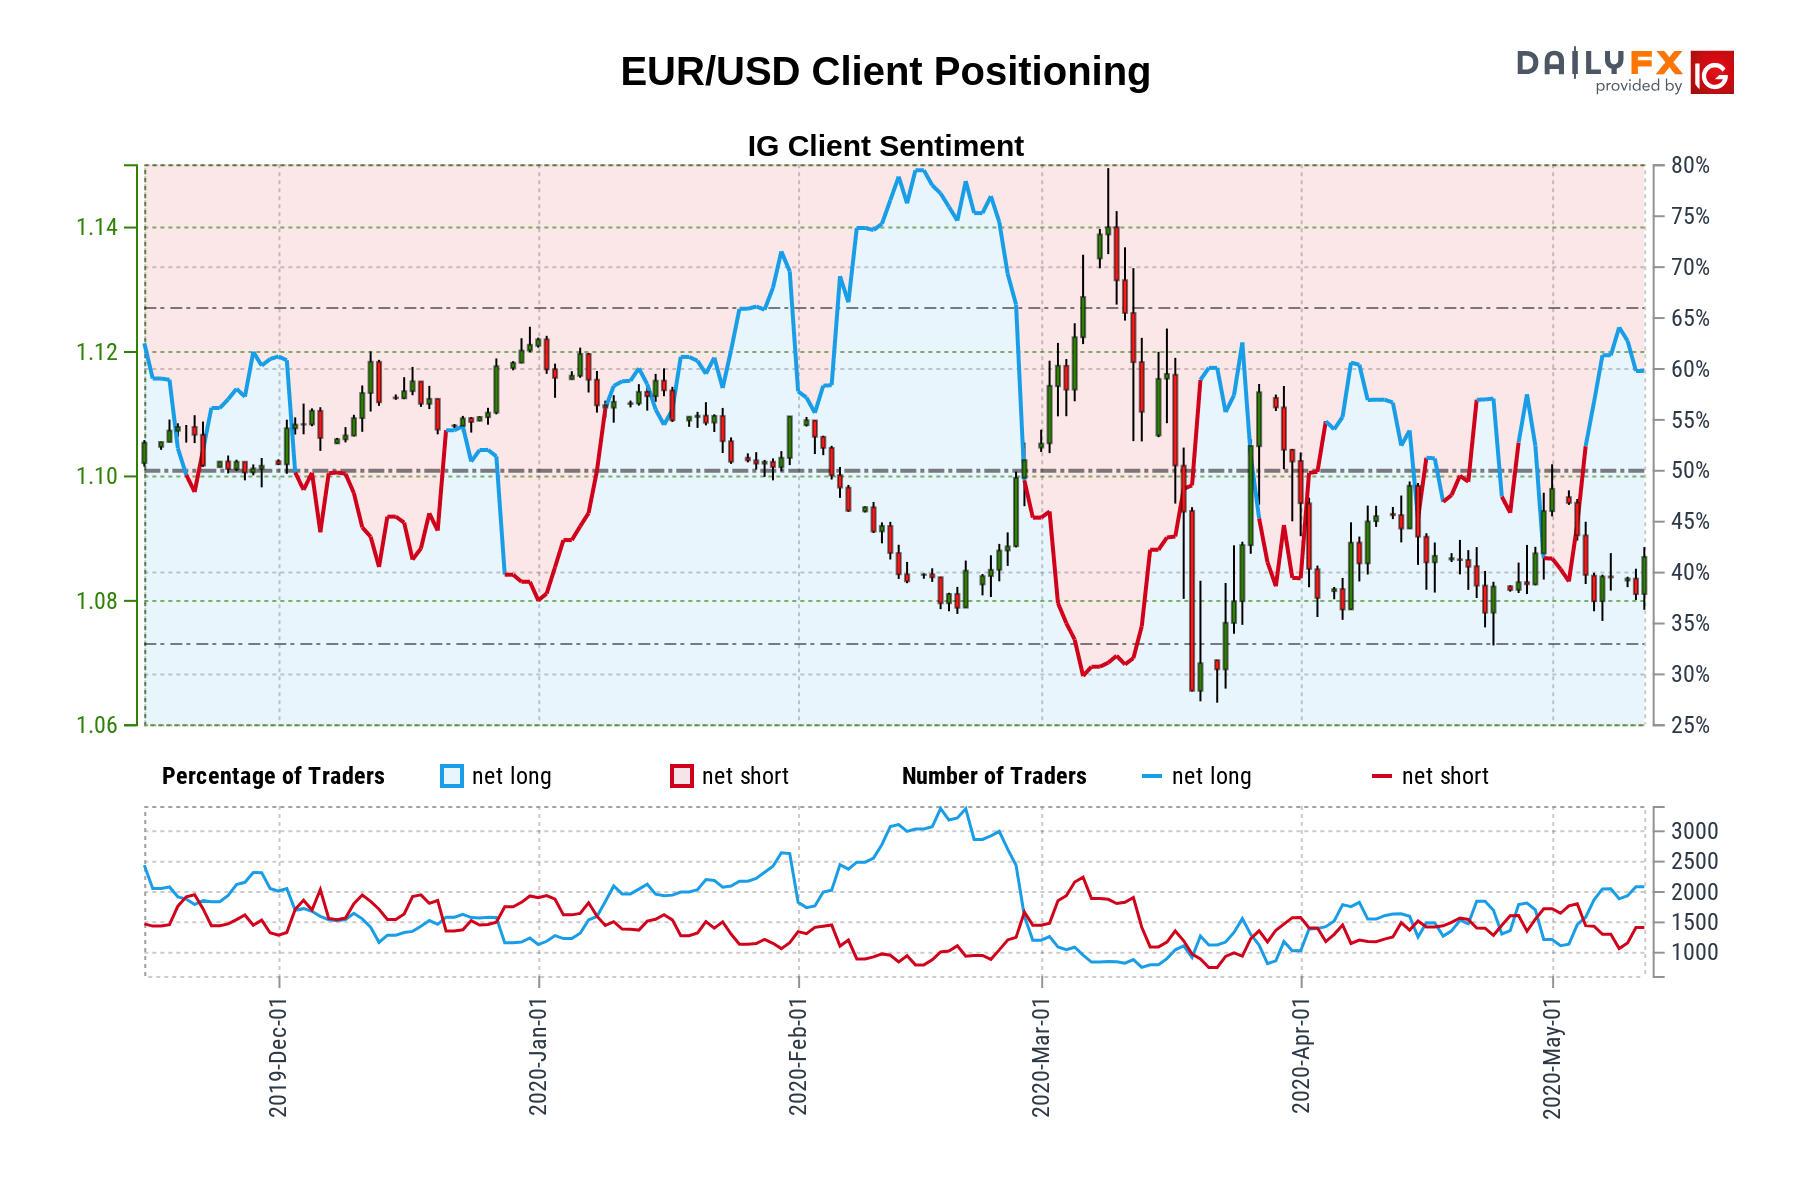 EUR/USD Client Positioning
DAILYFX
provided by IG
IG Client Sentiment
1.14
1.12
1.10
1.08
1.06
80%
75%
70%
65%
60%
55%
50%
45%
40%
35%
30%
25%
Percentage of Traders net long net short Number of Traders net long net short
3000
2500
2000
1500
1000
2019-Dec-01
2020-Jan-01
2020-Feb-01
2020-Mar-01
2020-Apr-01
2020-May-01